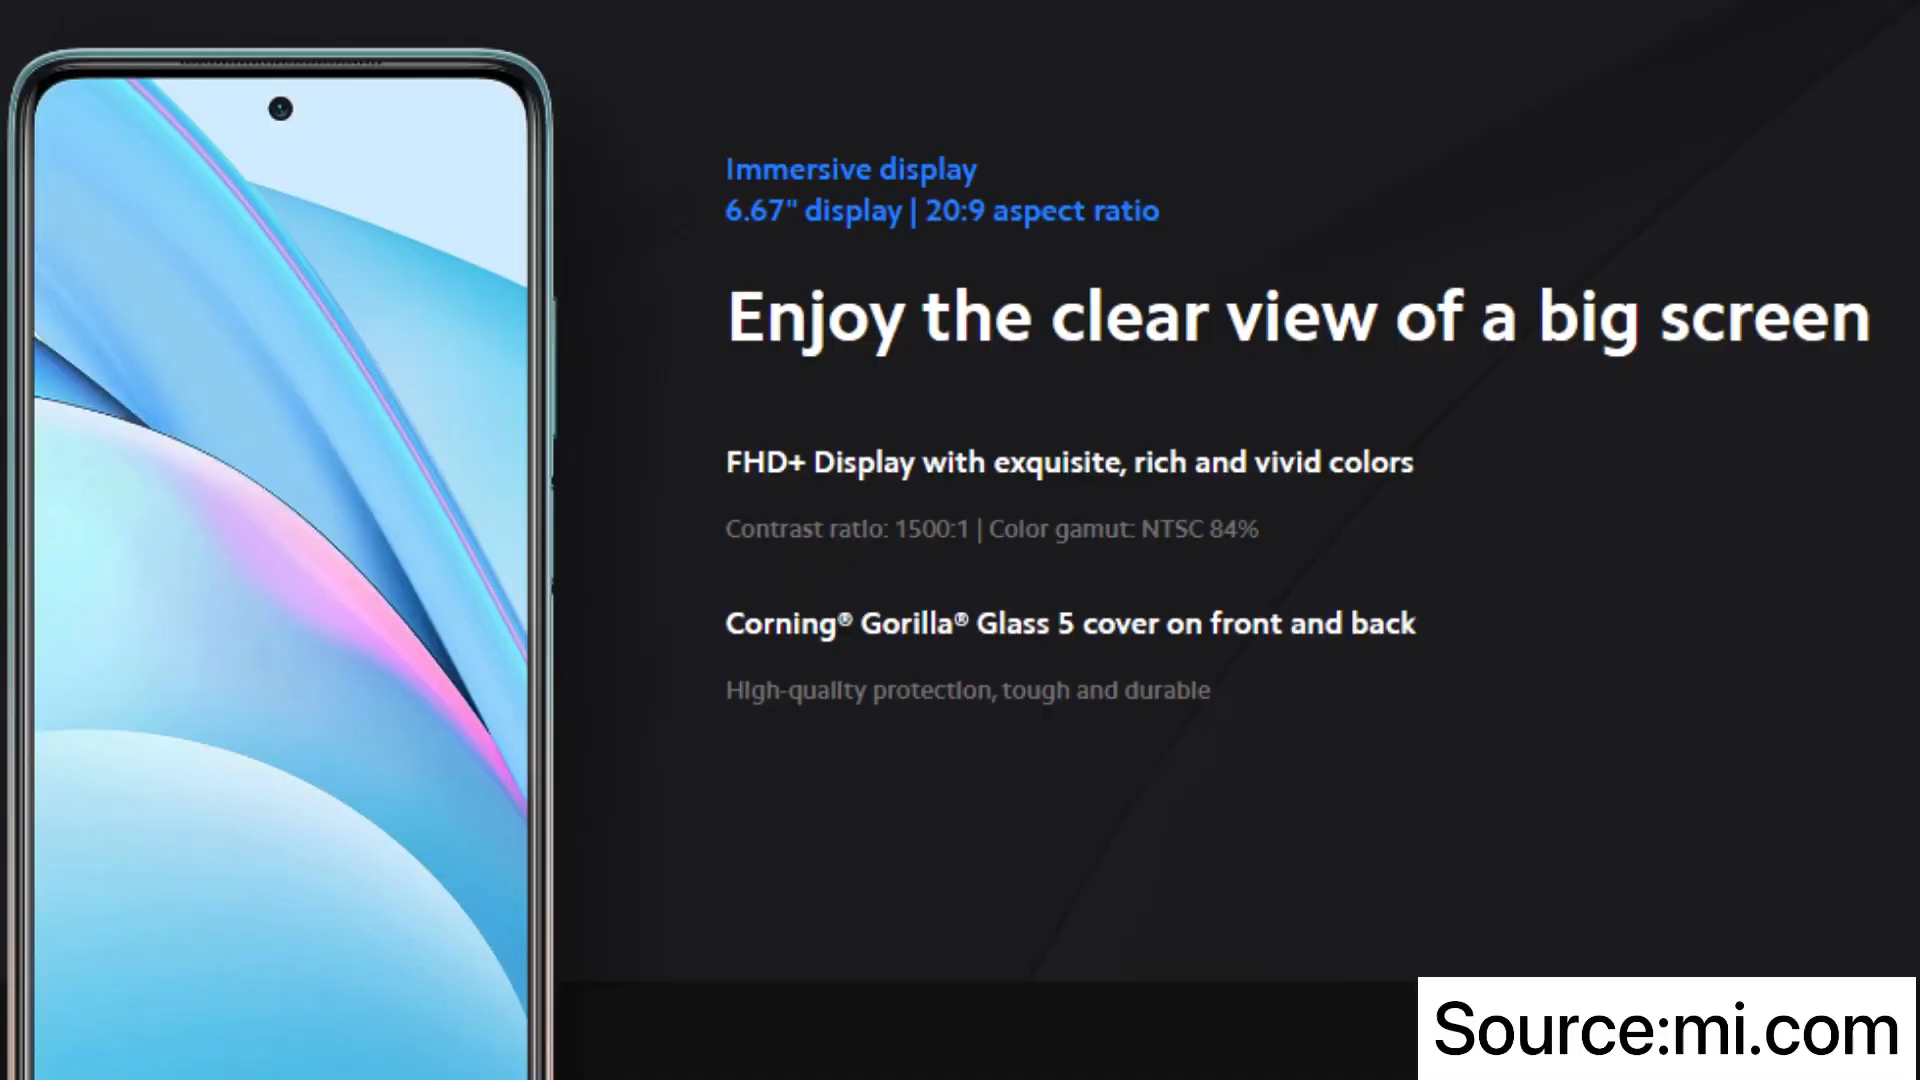 Immersive display
6.67" display | 20:9 aspect ratio
Enjoy the clear view of a big screen
FHD+ Display with exquisite, rich and vivid colors
Contrast ratio: 1500:1 | Color gamut: NTSC 84%
Corning® Gorilla® Glass 5 cover on front and back
High-quality protection, tough and durable
Source:mi.com